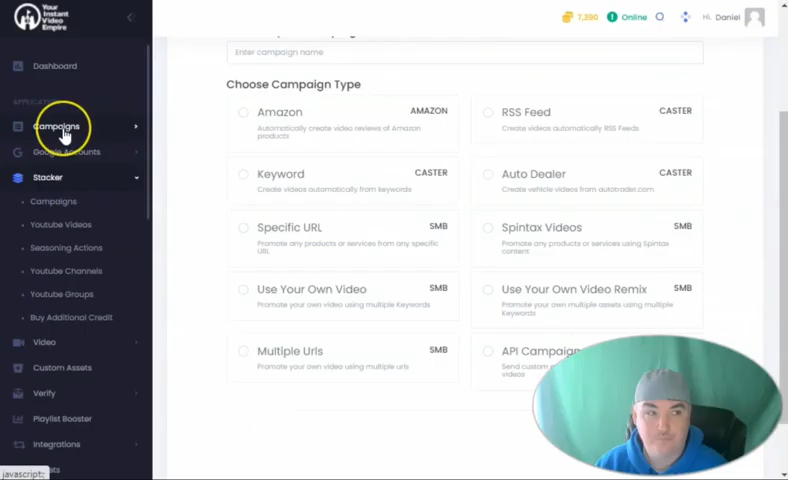 Your
Instant
Video
Empire
7,390
Online
Hi, Daniel
Dashboard
Enter campaign name
Choose Campaign Type
Campaigns
Google Accounts
Stacker
Campaigns
Youtube Videos
Seasoning Actions
Youtube Channels
Youtube Groups
Buy Additional Credit
Video
Custom Assets
Verify
Playlist Booster
Integrations
javascript:;
Amazon
AMAZON
Automatically create video reviews of Amazon
products
RSS Feed
CASTER
Create videos automatically RSS Feeds
Keyword
CASTER
Create videos automatically from keywords
Auto Dealer
CASTER
Create vehicle videos from autotrader.com
Specific URL
SMB
Promote any products or services from any specific
URL
Spintax Videos
SMB
Promote any products or services using Spintax
content
Use Your Own Video
SMB
Promote your own video using multiple Keywords
Use Your Own Video Remix
SMB
Promote your own multiple assets using multiple
Keywords
Multiple Urls
SMB
Promote your own video using multiple urls
API Campaign
Send custom
videos